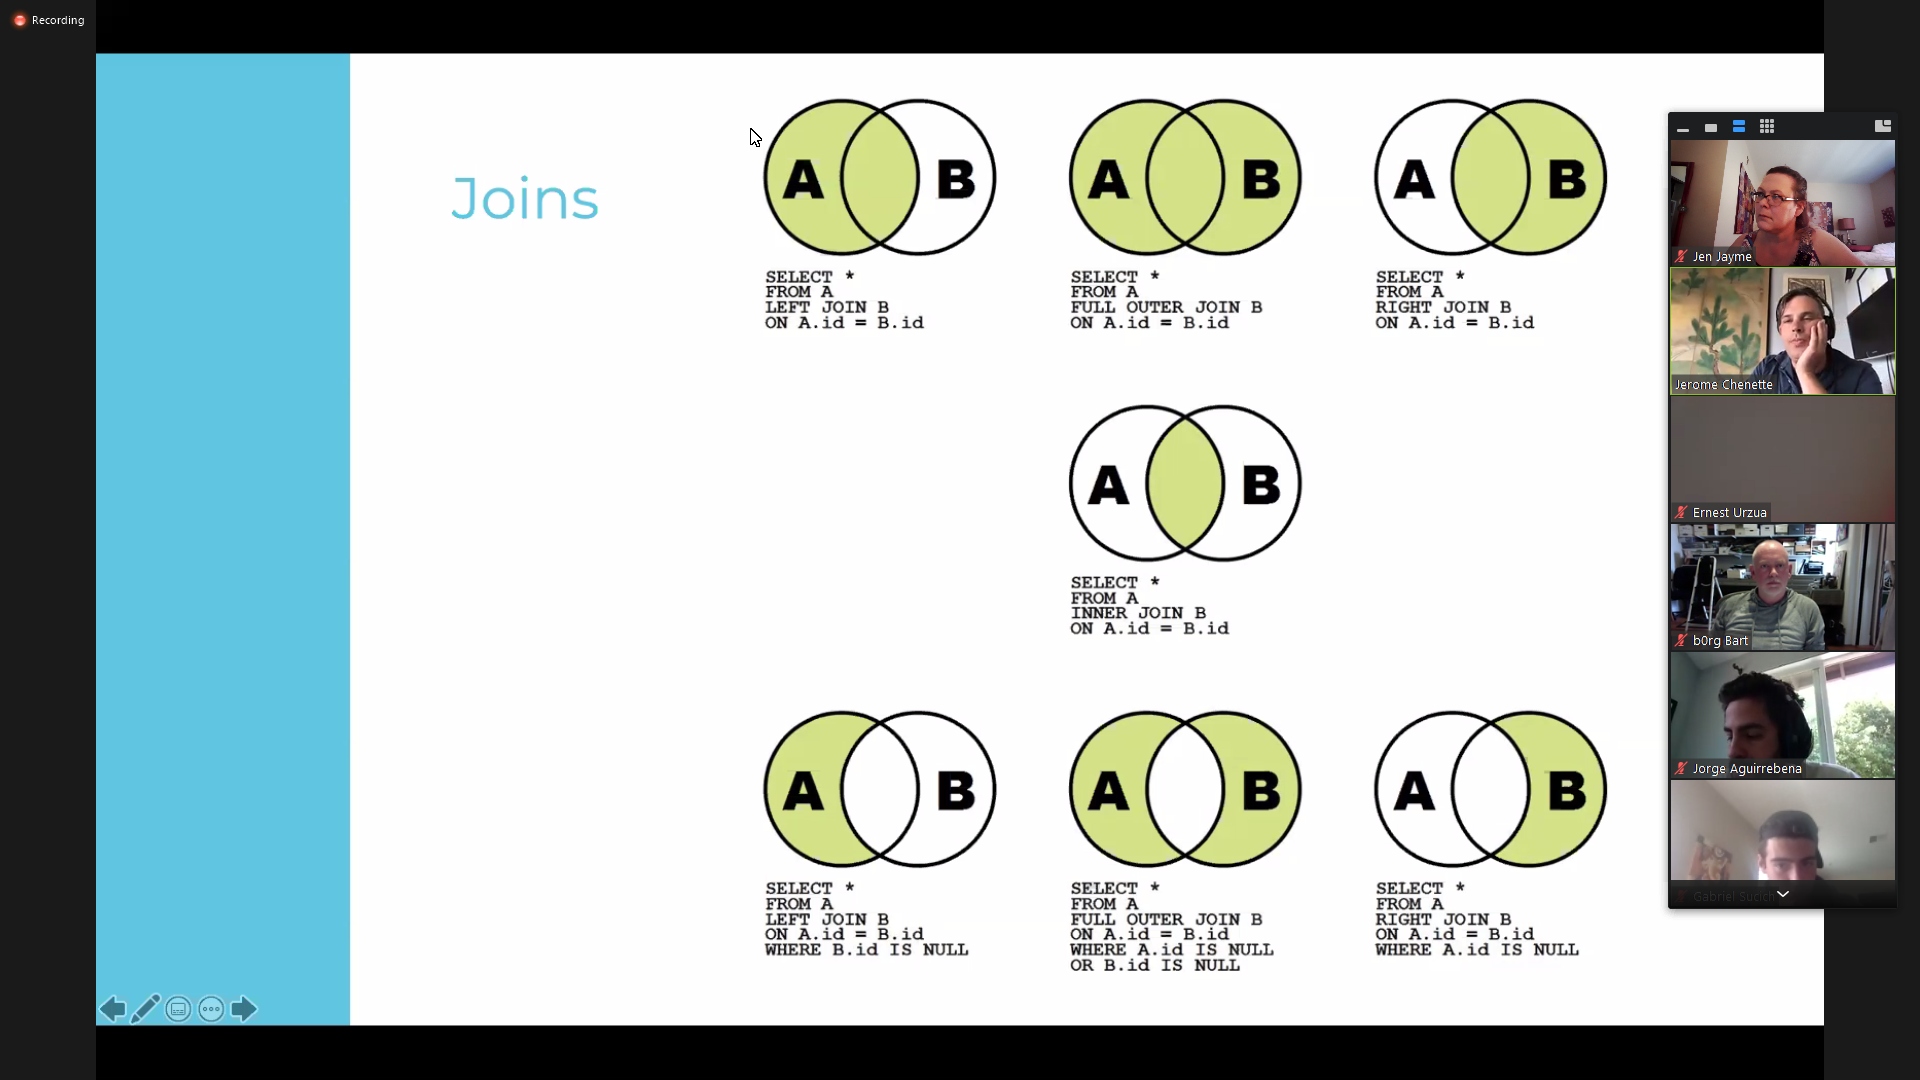 Recording
Joins
A B
SELECT *
FROM A
LEFT JOIN B
ON A.id = B.id
A B
SELECT *
FROM A
FULL OUTER JOIN B
ON A.id = B.id
A B
SELECT *
FROM A
RIGHT JOIN B
ON A.id = B.id
A B
SELECT *
FROM A
INNER JOIN B
ON A.id = B.id
A B
SELECT *
FROM A
LEFT JOIN B
ON A.id = B.id
WHERE B.id IS NULL
A B
SELECT *
FROM A
FULL OUTER JOIN B
ON A.id = B.id
WHERE A.id IS NULL
OR B.id IS NULL
A B
SELECT *
FROM A
RIGHT JOIN B
ON A.id = B.id
WHERE A.id IS NULL
Jen Jayme
Jerome Chenette
Ernest Urzua
b0rg Bart
Jorge Aguirrebena
Gabriel